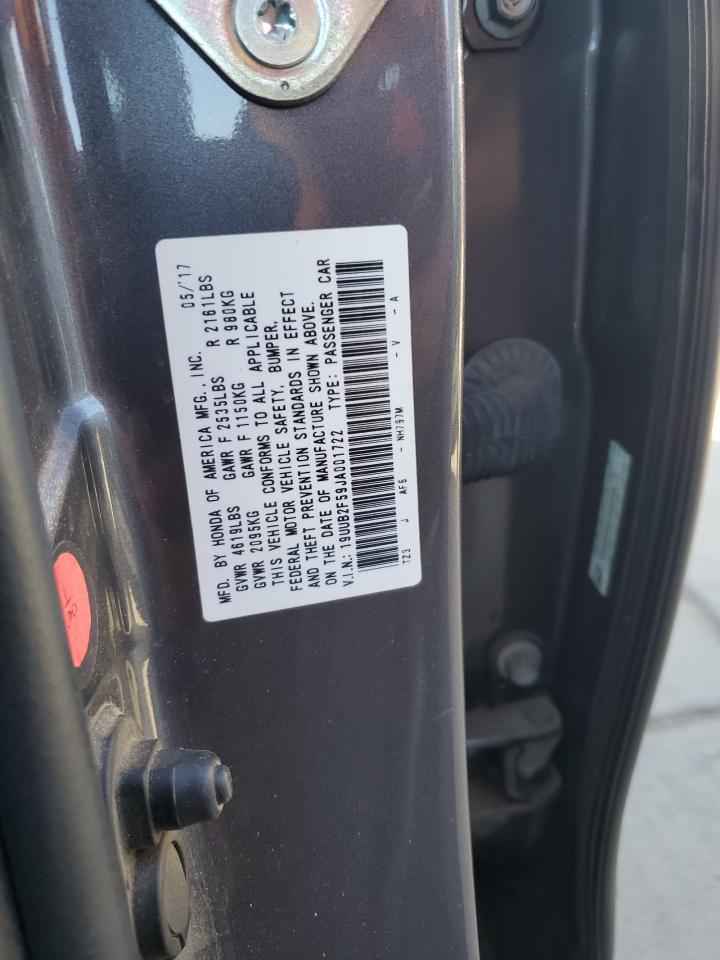 MFD. BY HONDA OF AMERICA MFG., INC. 05/'17
GVWR 4619LBS GAWR F 2535LBS R 2161LBS
GVWR 2095KG GAWR F 1150KG R 980KG
THIS VEHICLE CONFORMS TO ALL APPLICABLE
FEDERAL MOTOR VEHICLE SAFETY, BUMPER,
AND THEFT PREVENTION STANDARDS IN EFFECT
ON THE DATE OF MANUFACTURE SHOWN ABOVE.
V.I.N.: 19UUB2F59JA001722 TYPE: PASSENGER CAR
TZ3 J AF6 - NH797M - V - A